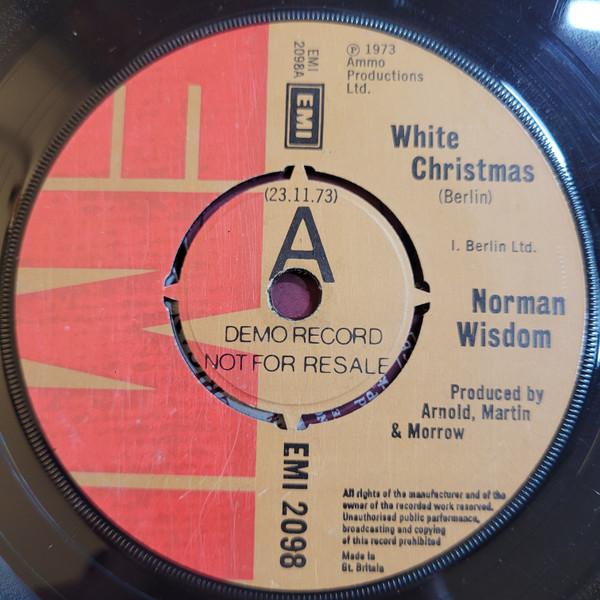 EMI
℗ 1973
Ammo
Productions
Ltd.
EMI
2098A
EMI
White
Christmas
(Berlin)
(23.11.73)
A
I. Berlin Ltd.
Norman
Wisdom
DEMO RECORD
NOT FOR RESALE
Produced by
Arnold, Martin
& Morrow
EMI 2098
All rights of the manufacturer and of the
owner of the recorded work reserved.
Unauthorised public performance,
broadcasting and copying
of this record prohibited
Made in
Gt. Britain